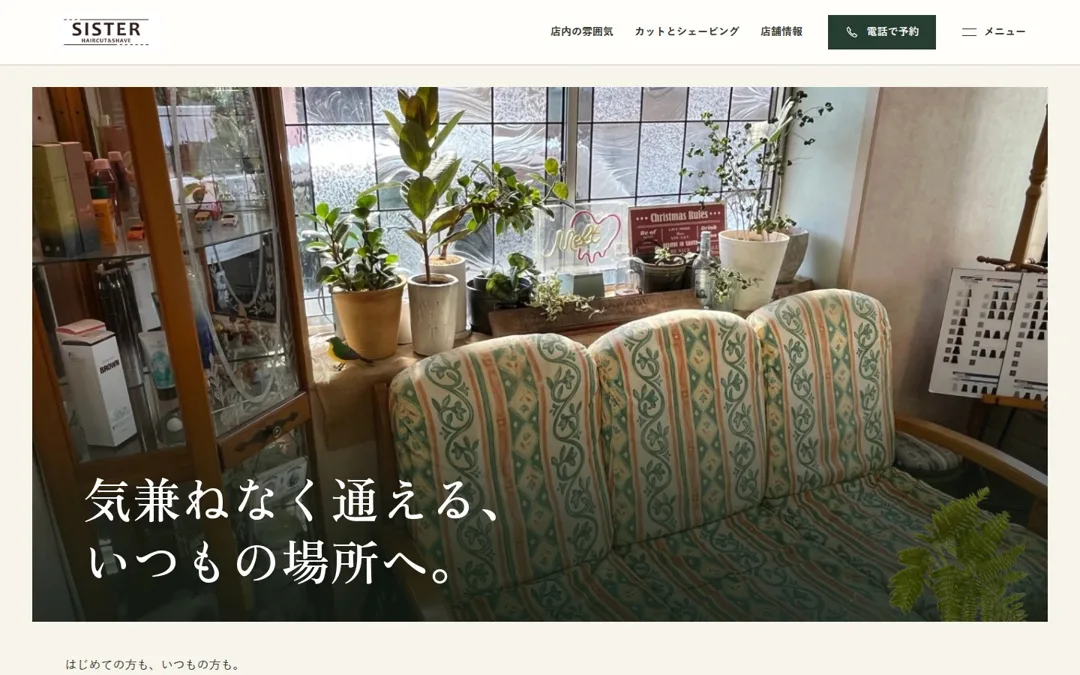 SISTER
HAIRCUT&SHAVE
店内の雰囲気
カットとシェービング
店舗情報
電話で予約
メニュー
Christmas Rules
Melt
BROWN
気兼ねなく通える、
いつもの場所へ。
はじめての方も、いつもの方も。